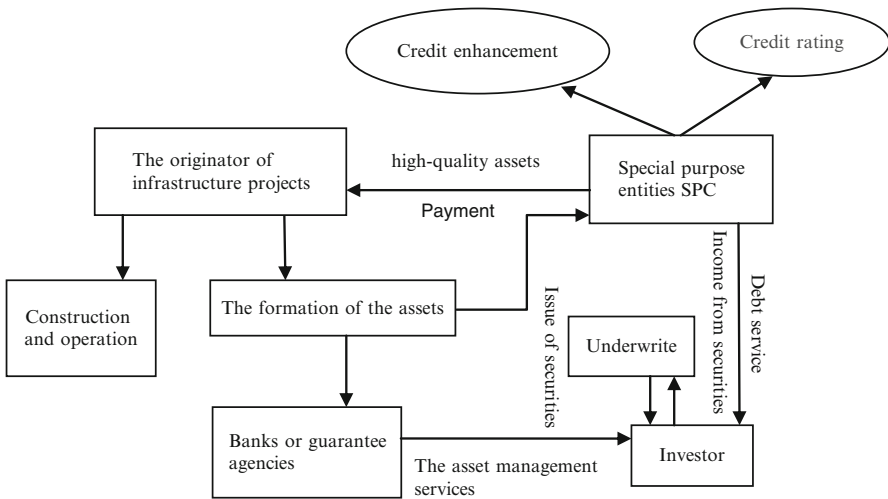 Credit enhancement
Credit rating
The originator of
infrastructure projects
high-quality assets
Payment
Special purpose
entities SPC
Construction
and operation
The formation of the assets
Issue of
securities
Underwrite
Income from securities
Debt service
Banks or guarantee
agencies
The asset management
services
Investor